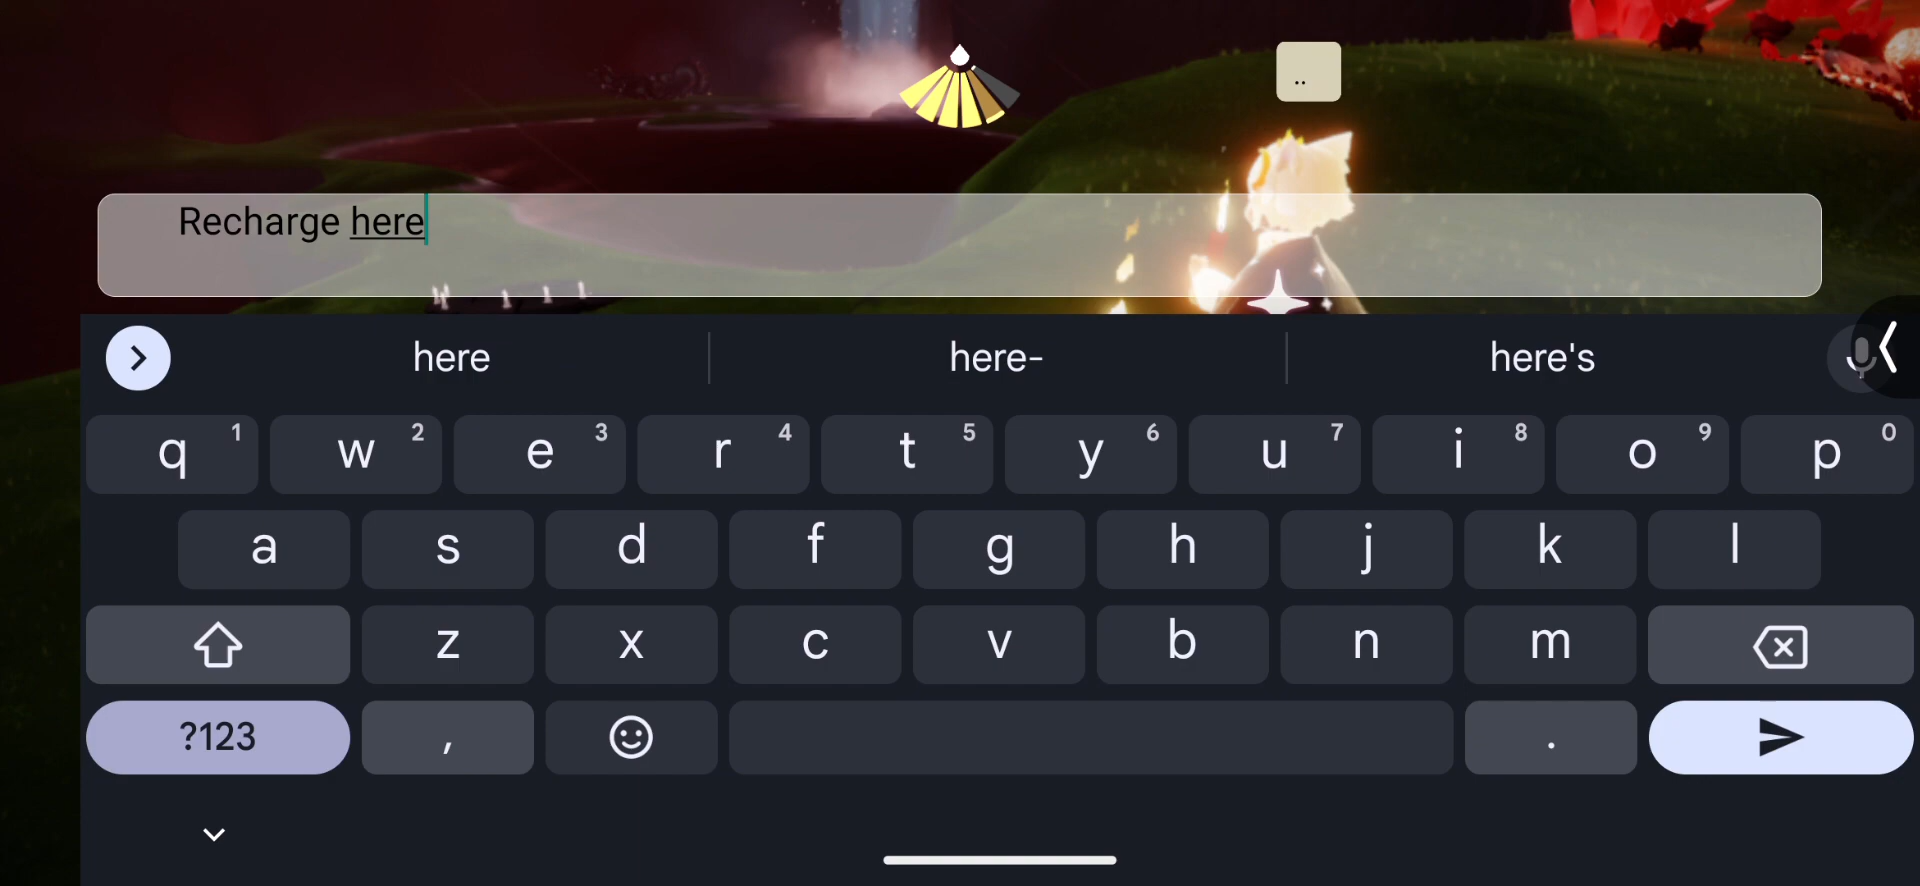 ..
Recharge here
here here- here's
q 1 w 2 e 3 r 4 t 5 y 6 u 7 i 8 o 9 p 0
a s d f g h j k l
z x c v b n m
?123 , .